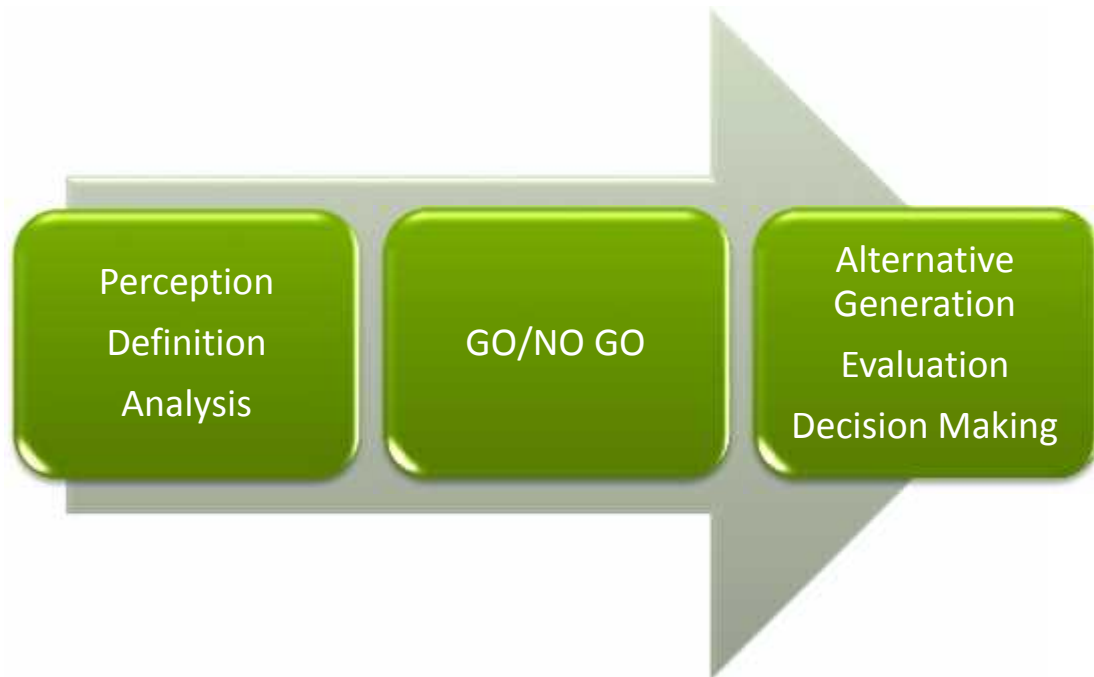 Perception
Definition
Analysis
GO/NO GO
Alternative
Generation
Evaluation
Decision Making